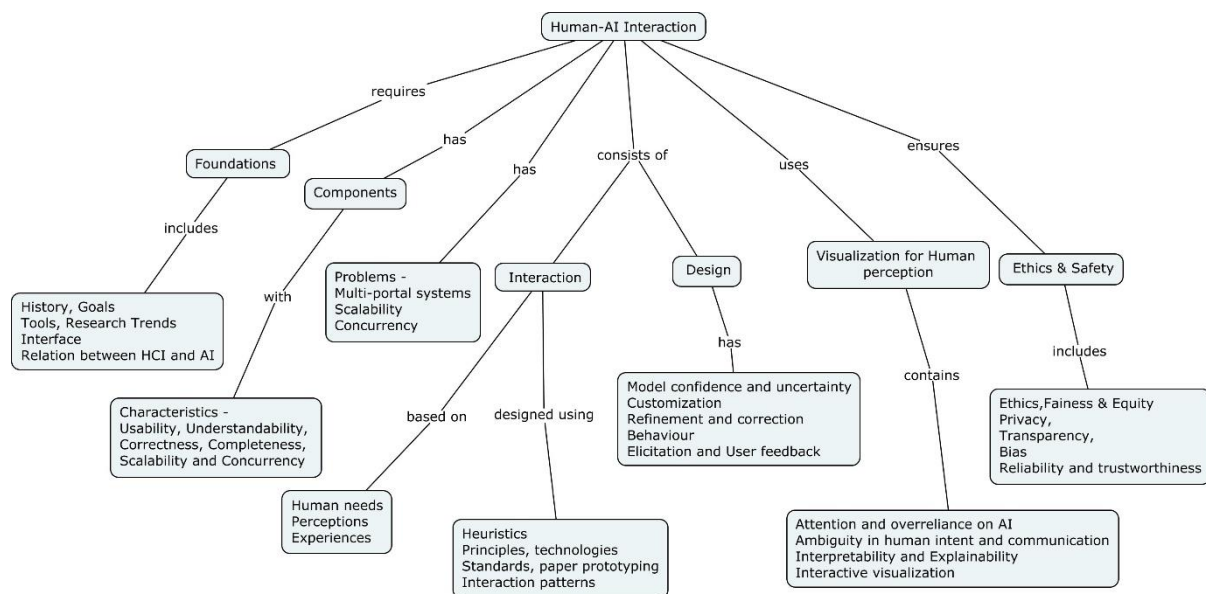 Human-AI Interaction
requires
has
has
consists of
uses
ensures
Foundations
Components
includes
with
History, Goals
Tools, Research Trends
Interface
Relation between HCI and AI
Characteristics -
Usability, Understandability,
Correctness, Completeness,
Scalability and Concurrency
Problems -
Multi-portal systems
Scalability
Concurrency
Interaction
Design
based on
designed using
has
Human needs
Perceptions
Experiences
Heuristics
Principles, technologies
Standards, paper prototyping
Interaction patterns
Model confidence and uncertainty
Customization
Refinement and correction
Behaviour
Elicitation and User feedback
Visualization for Human
perception
contains
Attention and overreliance on AI
Ambiguity in human intent and communication
Interpretability and Explainability
Interactive visualization
Ethics & Safety
includes
Ethics,Fainess & Equity
Privacy,
Transparency,
Bias
Reliability and trustworthiness